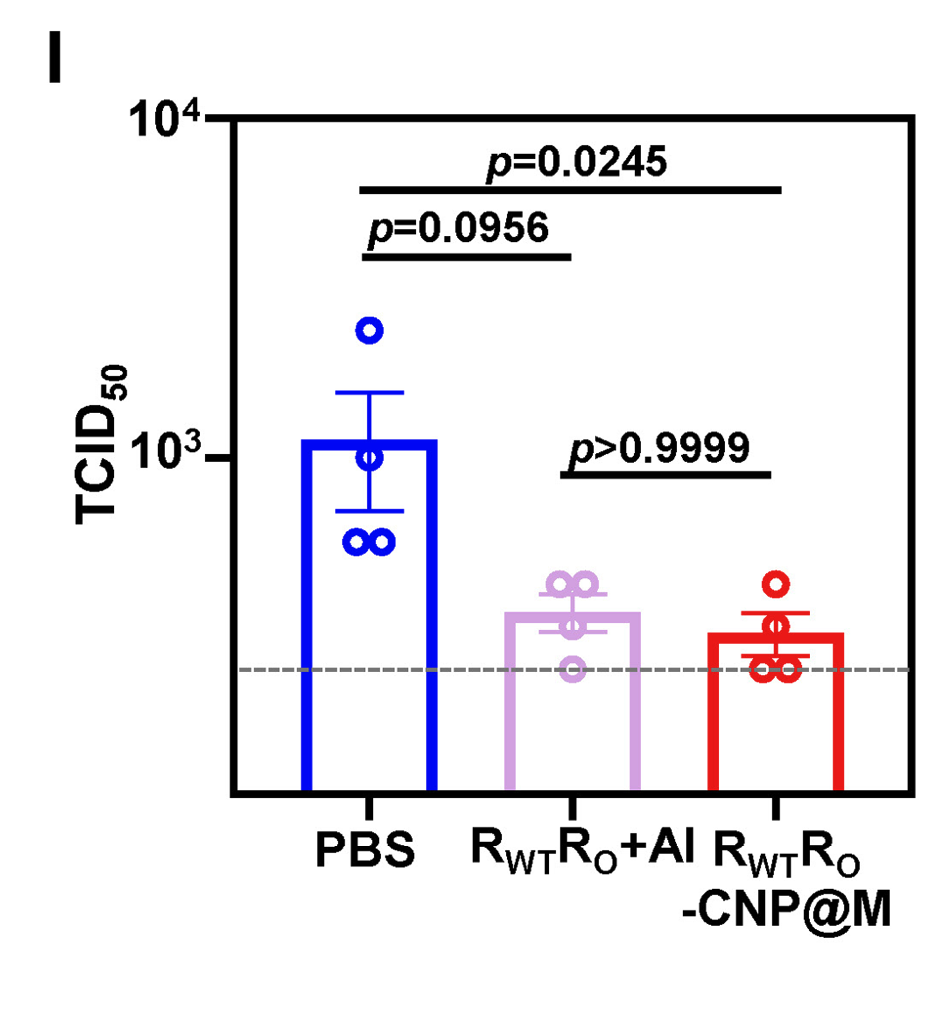 I
10⁴
p=0.0245
p=0.0956
TCID₅₀
10³
p>0.9999
PBS
R_WTR_O+Al
R_WTR_O
-CNP@M